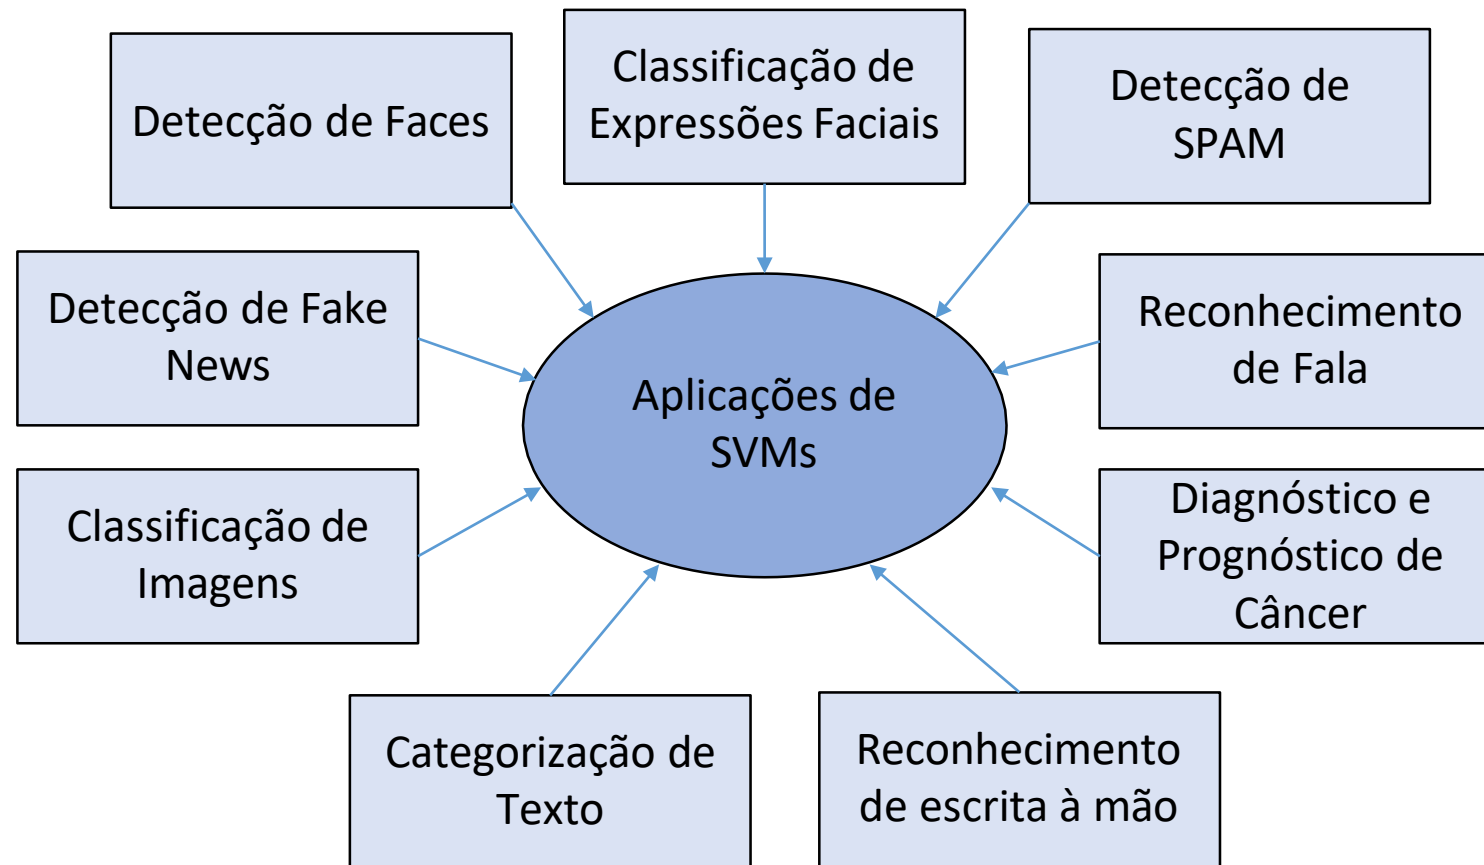 Detecção de Faces
Classificação de
Expressões Faciais
Detecção de
SPAM
Detecção de Fake
News
Aplicações de
SVMs
Reconhecimento
de Fala
Classificação de
Imagens
Diagnóstico e
Prognóstico de
Câncer
Categorização de
Texto
Reconhecimento
de escrita à mão